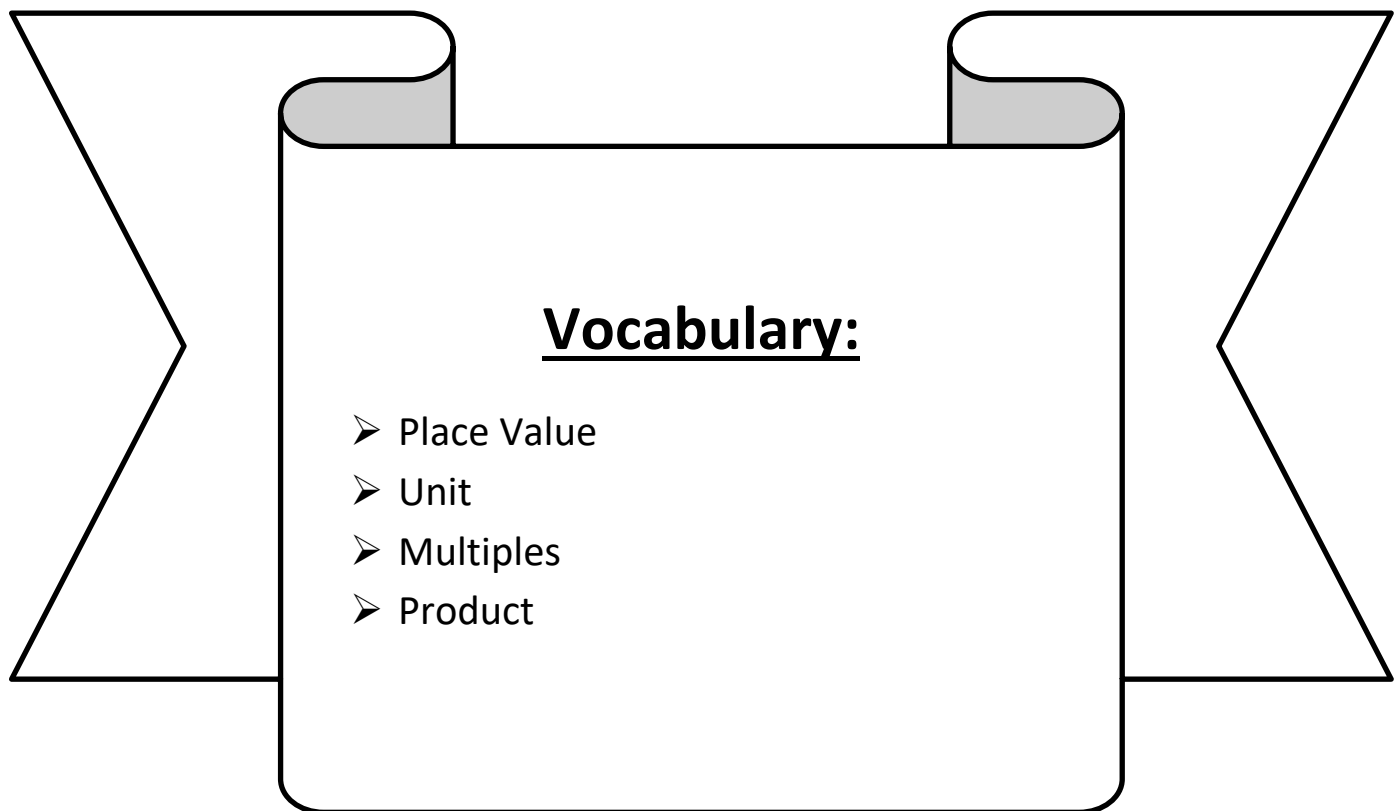 Vocabulary:
➢ Place Value
➢ Unit
➢ Multiples
➢ Product